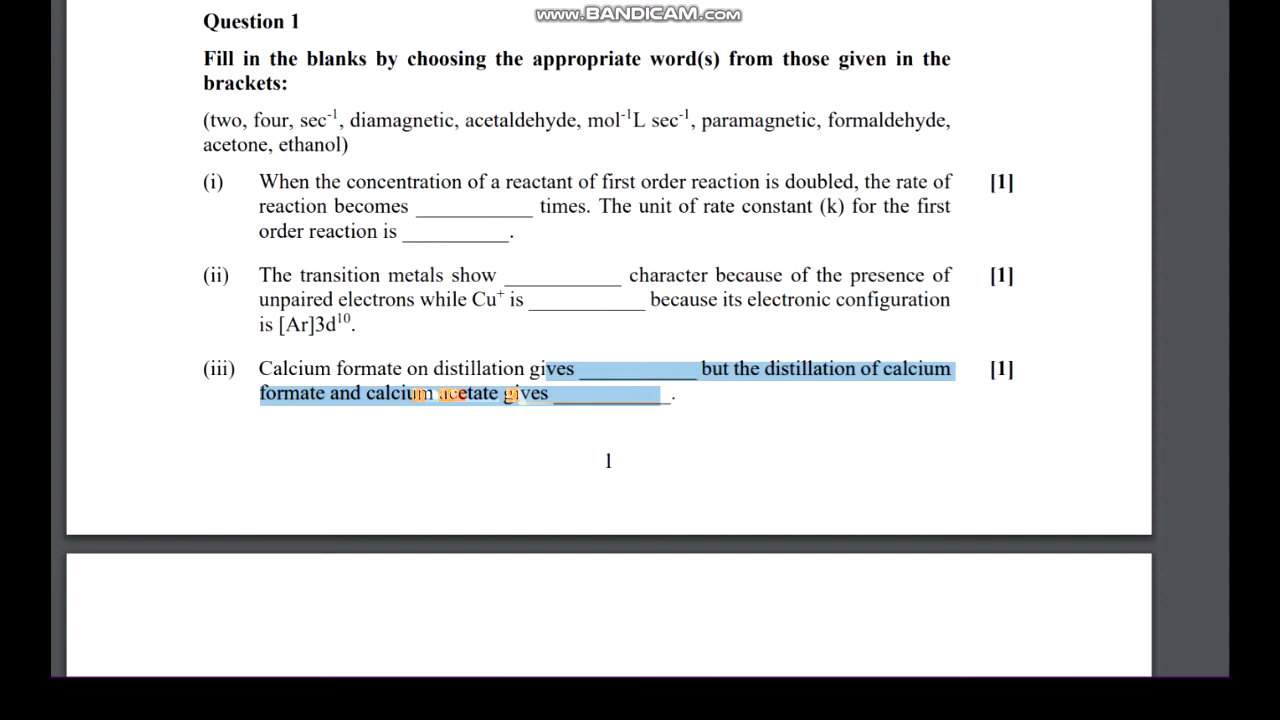 www.BANDICAM.com
Question 1
Fill in the blanks by choosing the appropriate word(s) from those given in the
brackets:
(two, four, sec⁻¹, diamagnetic, acetaldehyde, mol⁻¹L sec⁻¹, paramagnetic, formaldehyde,
acetone, ethanol)
(i) When the concentration of a reactant of first order reaction is doubled, the rate of [1]
reaction becomes ___________ times. The unit of rate constant (k) for the first
order reaction is __________.
(ii) The transition metals show ___________ character because of the presence of [1]
unpaired electrons while Cu⁺ is ___________ because its electronic configuration
is [Ar]3d¹⁰.
(iii) Calcium formate on distillation gives ___________ but the distillation of calcium [1]
formate and calcium acetate gives ___________.
1